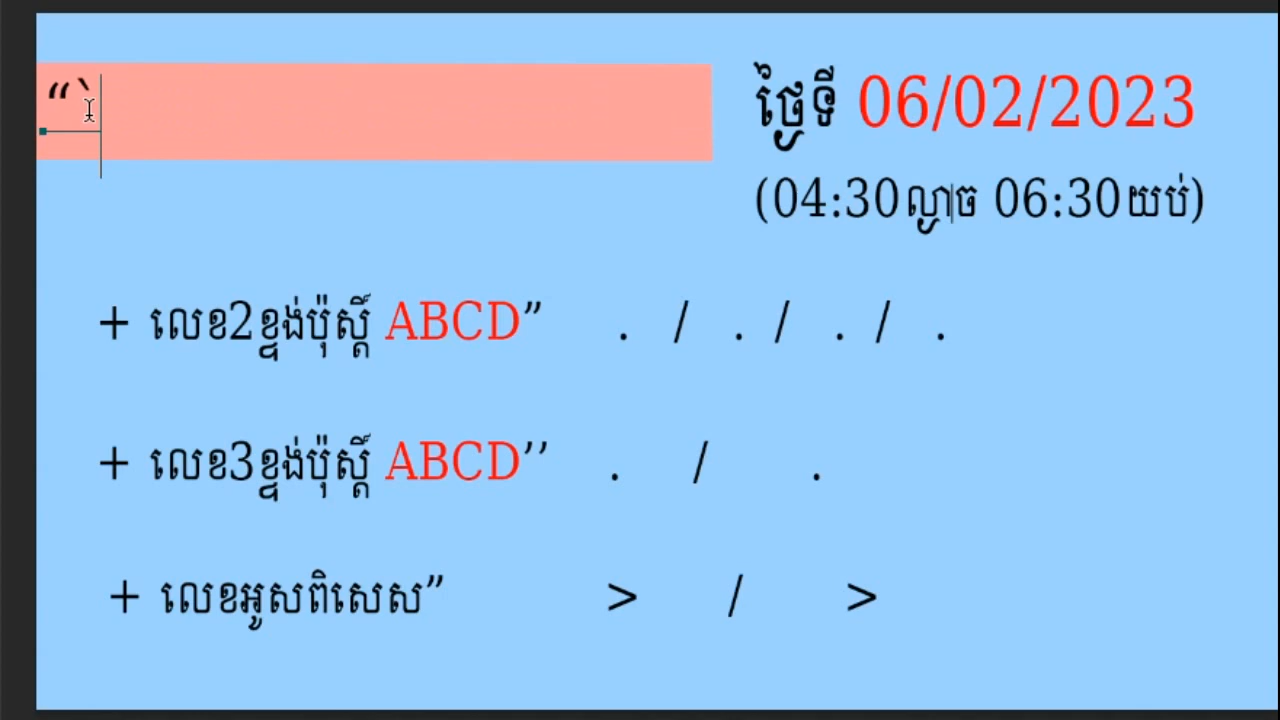 “`
ថ្ងៃទី 06/02/2023
(04:30ល្ងាច 06:30យប់)
+ លេខ2ខ្ទង់ប៉ុស្តិ៍ ABCD” . / . / . / .
+ លេខ3ខ្ទង់ប៉ុស្តិ៍ ABCD’’ . / .
+ លេខអូសពិសេស” > / >